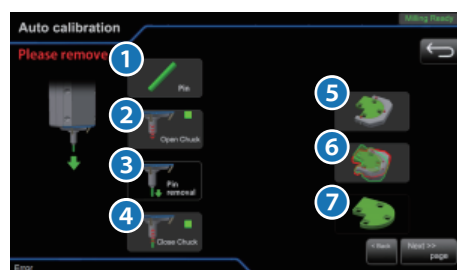 Auto calibration
Milling Ready
Please remove
1
Pin
2
Open Chuck
3
Pin
removal
4
Close Chuck
5
6
7
< Back
Next >>
page
Error